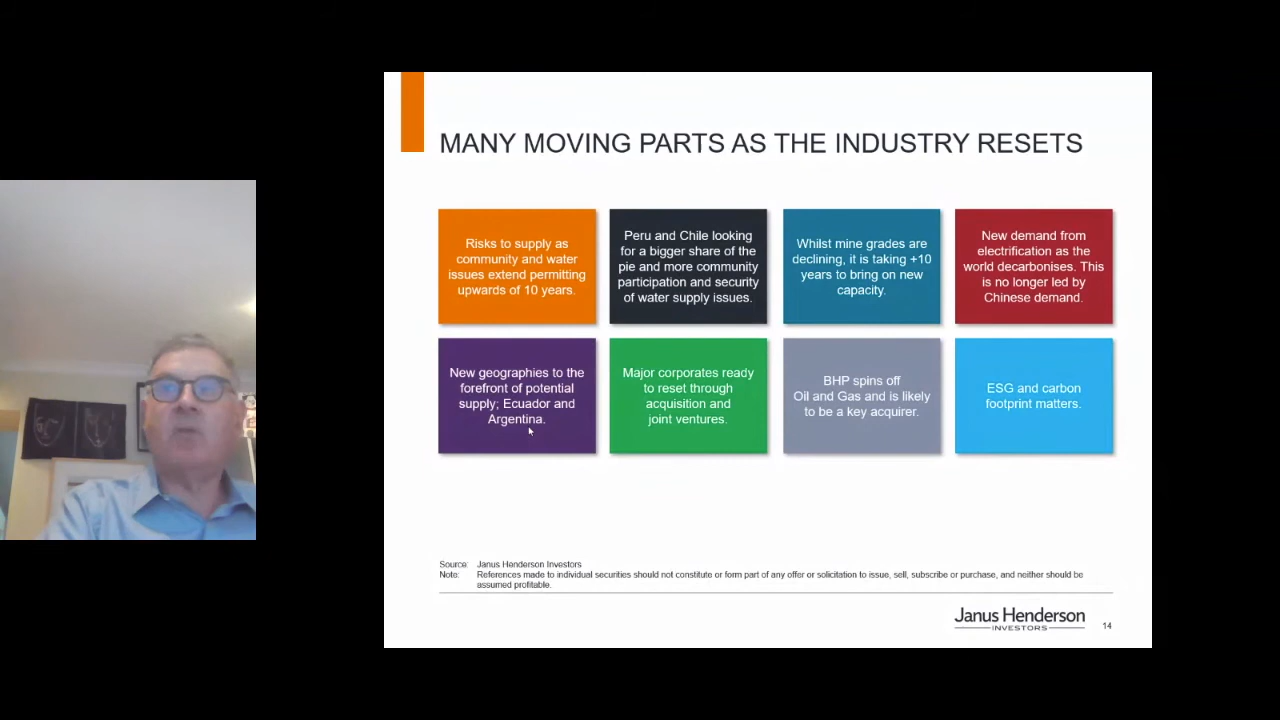 MANY MOVING PARTS AS THE INDUSTRY RESETS
Risks to supply as
community and water
issues extend permitting
upwards of 10 years.
Peru and Chile looking
for a bigger share of the
pie and more community
participation and security
of water supply issues.
Whilst mine grades are
declining, it is taking +10
years to bring on new
capacity.
New demand from
electrification as the
world decarbonises. This
is no longer led by
Chinese demand.
New geographies to the
forefront of potential
supply; Ecuador and
Argentina.
Major corporates ready
to reset through
acquisition and
joint ventures.
BHP spins off
Oil and Gas and is likely
to be a key acquirer.
ESG and carbon
footprint matters.
Source: Janus Henderson Investors
Note: References made to individual securities should not constitute or form part of any offer or solicitation to issue, sell, subscribe or purchase, and neither should be
assumed profitable.
Janus Henderson
INVESTORS
14